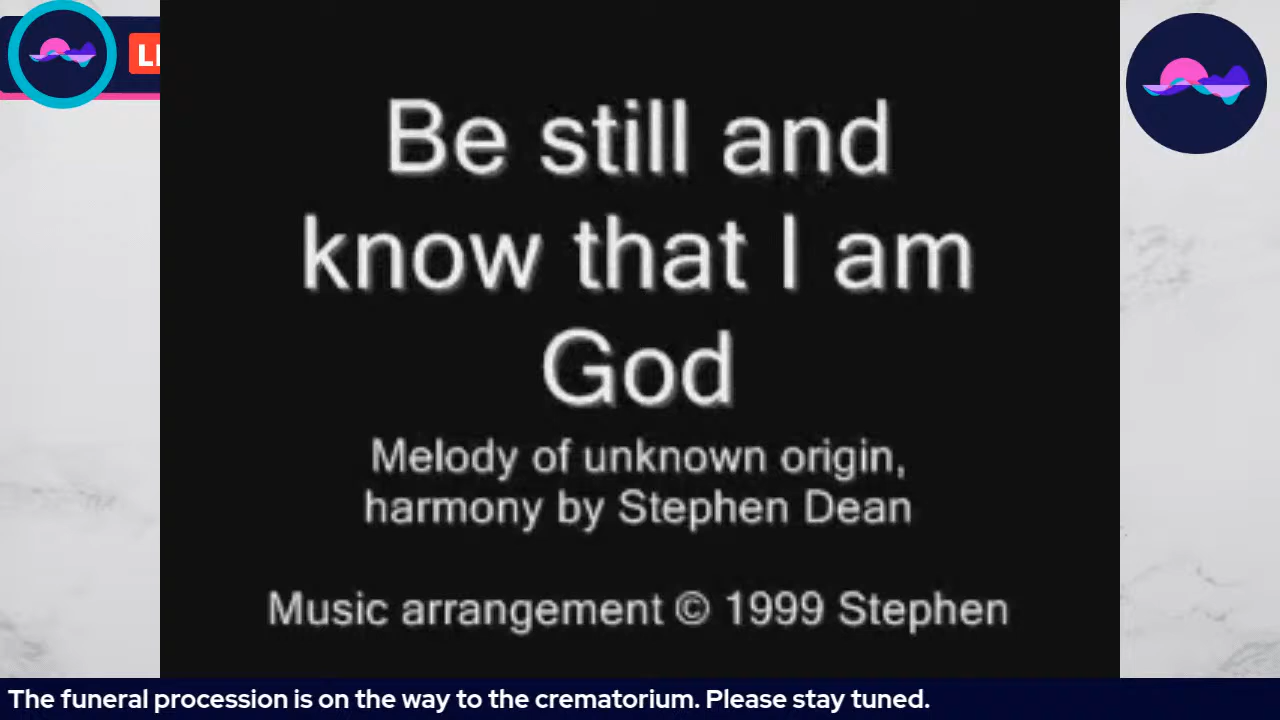 Be still and
know that I am
God
Melody of unknown origin,
harmony by Stephen Dean
Music arrangement © 1999 Stephen
The funeral procession is on the way to the crematorium. Please stay tuned.